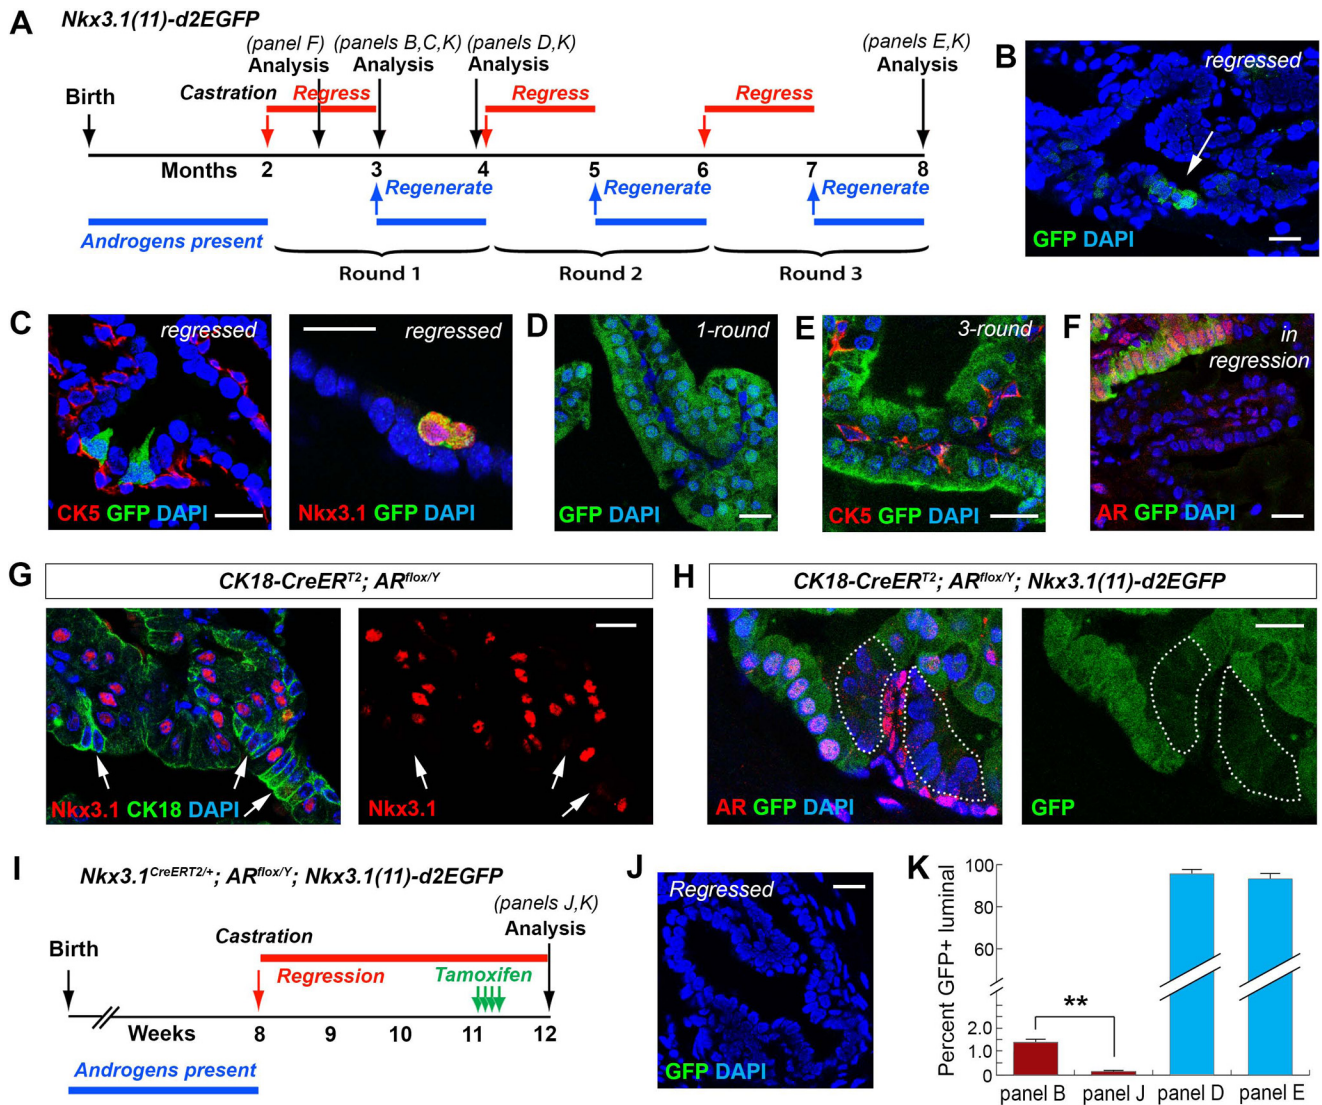 A
Nkx3.1(11)-d2EGFP
(panel F) (panels B,C,K) (panels D,K) (panels E,K)
Analysis Analysis Analysis Analysis
Birth Castration Regress Regress Regress
Months 2 3 4 5 6 7 8
Regenerate Regenerate Regenerate
Androgens present
Round 1 Round 2 Round 3
B
regressed
GFP DAPI
C
regressed
CK5 GFP DAPI
regressed
Nkx3.1 GFP DAPI
D
1-round
GFP DAPI
E
3-round
CK5 GFP DAPI
F
in
regression
AR GFP DAPI
G
CK18-CreERT2; ARflox/Y
Nkx3.1 CK18 DAPI
Nkx3.1
H
CK18-CreERT2; ARflox/Y; Nkx3.1(11)-d2EGFP
AR GFP DAPI
GFP
I
Nkx3.1CreERT2/+; ARflox/Y; Nkx3.1(11)-d2EGFP
(panels J,K)
Analysis
Birth
Castration
Regression
Tamoxifen
Weeks 8 9 10 11 12
Androgens present
J
Regressed
GFP DAPI
K
Percent GFP+ luminal
100
80
60
2.0
1.0
0
**
panel B panel J panel D panel E